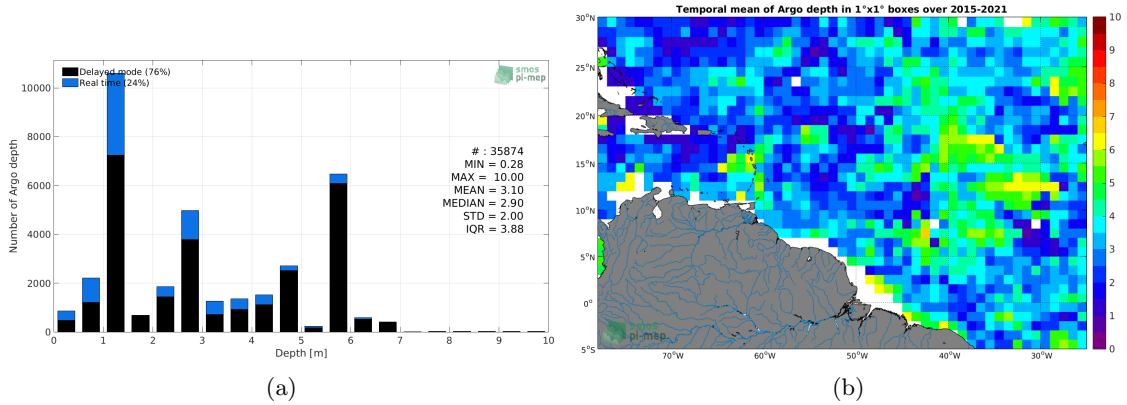 Delayed mode (76%)
Real time (24%)
smos
pi-mep
10000
8000
6000
4000
2000
0
Number of Argo depth
# : 35874
MIN = 0.28
MAX = 10.00
MEAN = 3.10
MEDIAN = 2.90
STD = 2.00
IQR = 3.88
0 1 2 3 4 5 6 7 8 9 10
Depth [m]
(a)
Temporal mean of Argo depth in 1°x1° boxes over 2015-2021
30°N
25°N
20°N
15°N
10°N
5°N
0°
5°S
70°W 60°W 50°W 40°W 30°W
smos
pi-mep
10
9
8
7
6
5
4
3
2
1
0
(b)